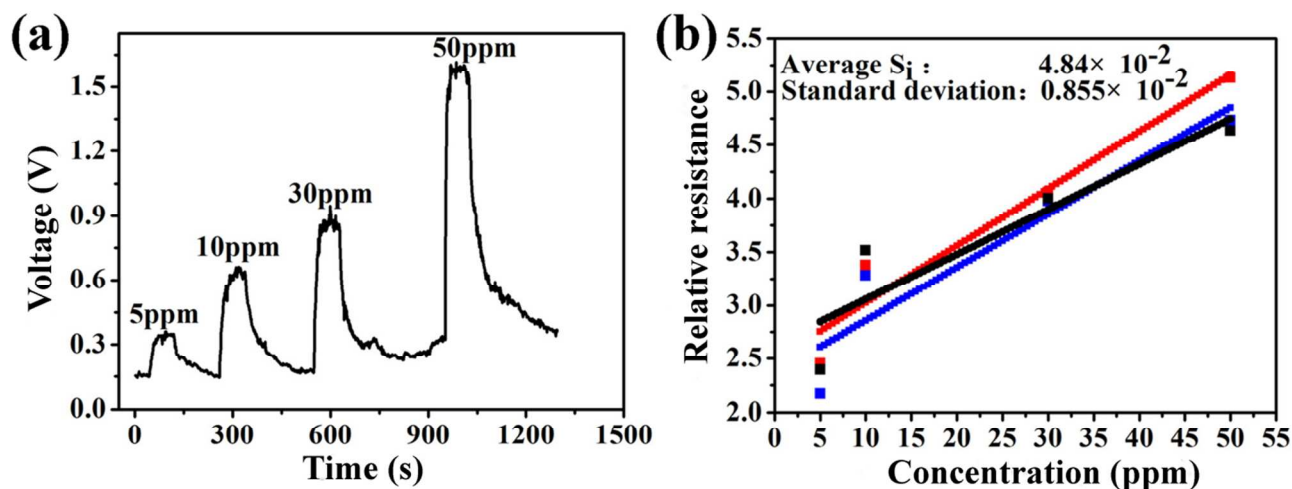 (a)
50ppm
30ppm
10ppm
5ppm
Voltage (V)
1.5
1.2
0.9
0.6
0.3
0.0
0 300 600 900 1200 1500
Time (s)
(b)
Average Si : 4.84× 10-2
Standard deviation: 0.855× 10-2
Relative resistance
5.5
5.0
4.5
4.0
3.5
3.0
2.5
2.0
0 5 10 15 20 25 30 35 40 45 50 55
Concentration (ppm)